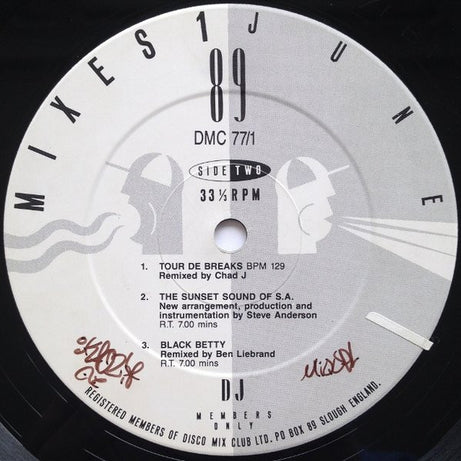 MIXES 1 JUNE
89
DMC 77/1
SIDE TWO
33⅓ RPM
1. TOUR DE BREAKS BPM 129
Remixed by Chad J
2. THE SUNSET SOUND OF S.A.
New arrangement, production and
instrumentation by Steve Anderson
R.T. 7.00 mins
3. BLACK BETTY
Remixed by Ben Liebrand
R.T. 7.00 mins
DJ
MEMBERS
ONLY
REGISTERED MEMBERS OF DISCO MIX CLUB LTD. PO BOX 89 SLOUGH ENGLAND.